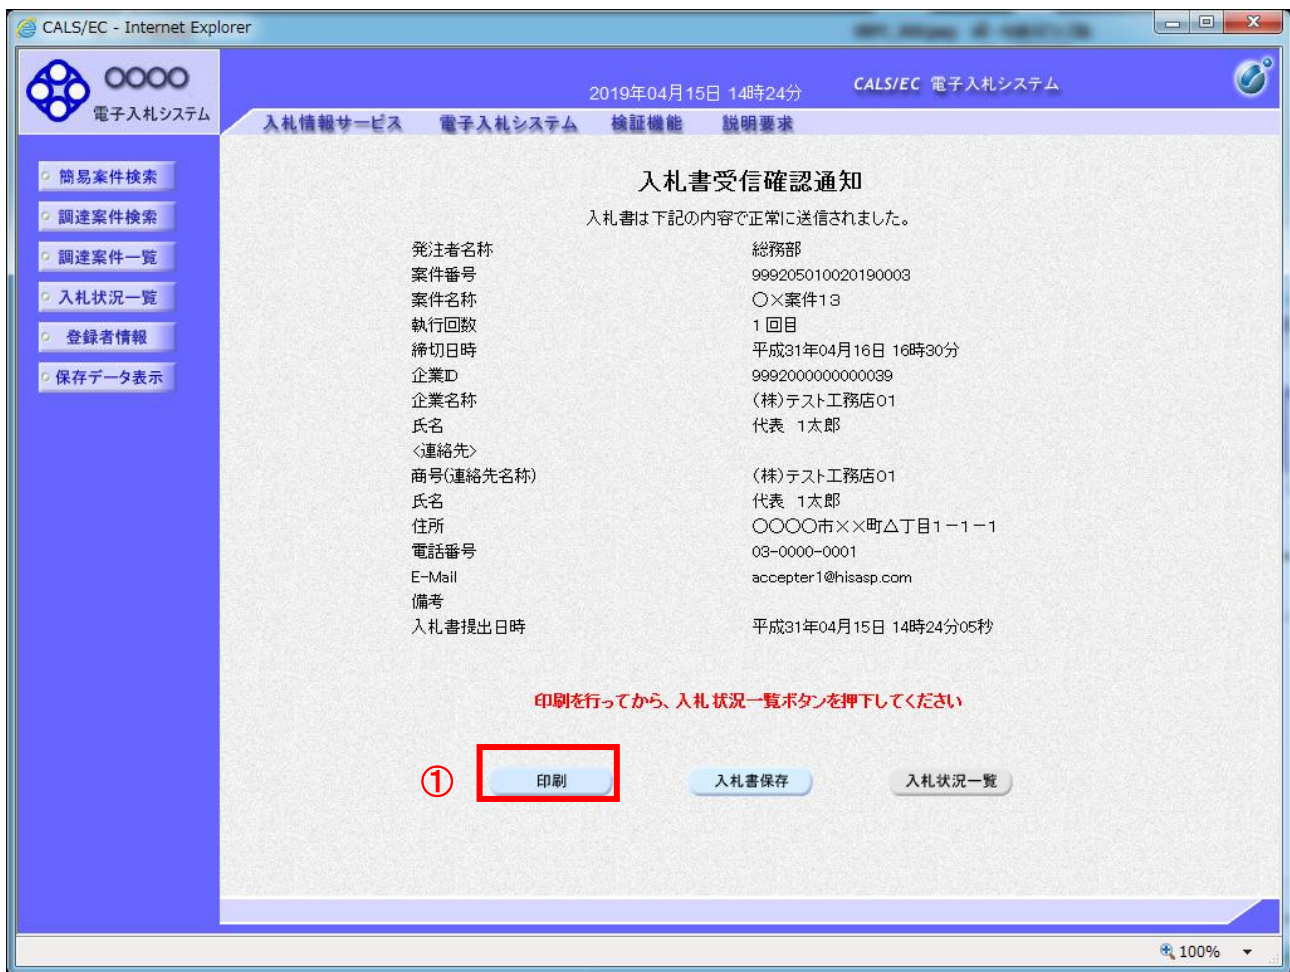 CALS/EC - Internet Explorer
○○○○
電子入札システム
2019年04月15日 14時24分
CALS/EC 電子入札システム
入札情報サービス 電子入札システム 検証機能 説明要求
簡易案件検索
調達案件検索
調達案件一覧
入札状況一覧
登録者情報
保存データ表示
入札書受信確認通知
入札書は下記の内容で正常に送信されました。
発注者名称 総務部
案件番号 999205010020190003
案件名称 ○×案件13
執行回数 1回目
締切日時 平成31年04月16日 16時30分
企業ID 9992000000000039
企業名称 (株)テスト工務店01
氏名 代表 1太郎
<連絡先>
商号(連絡先名称) (株)テスト工務店01
氏名 代表 1太郎
住所 ○○○○市××町△丁目1-1-1
電話番号 03-0000-0001
E-Mail accepter1@hisasp.com
備考
入札書提出日時 平成31年04月15日 14時24分05秒
印刷を行ってから、入札状況一覧ボタンを押下してください
① 印刷 入札書保存 入札状況一覧
100%